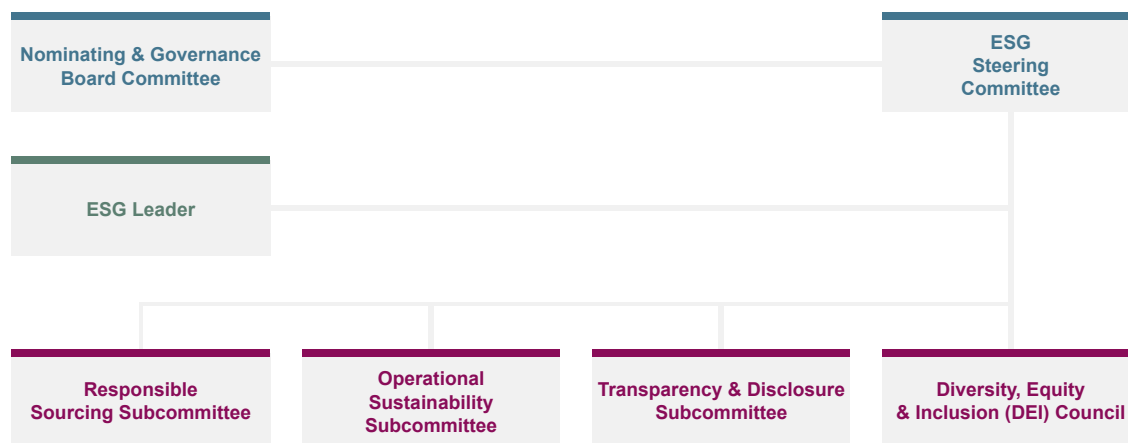 Nominating & Governance
Board Committee
ESG
Steering
Committee
ESG Leader
Responsible
Sourcing Subcommittee
Operational
Sustainability
Subcommittee
Transparency & Disclosure
Subcommittee
Diversity, Equity
& Inclusion (DEI) Council